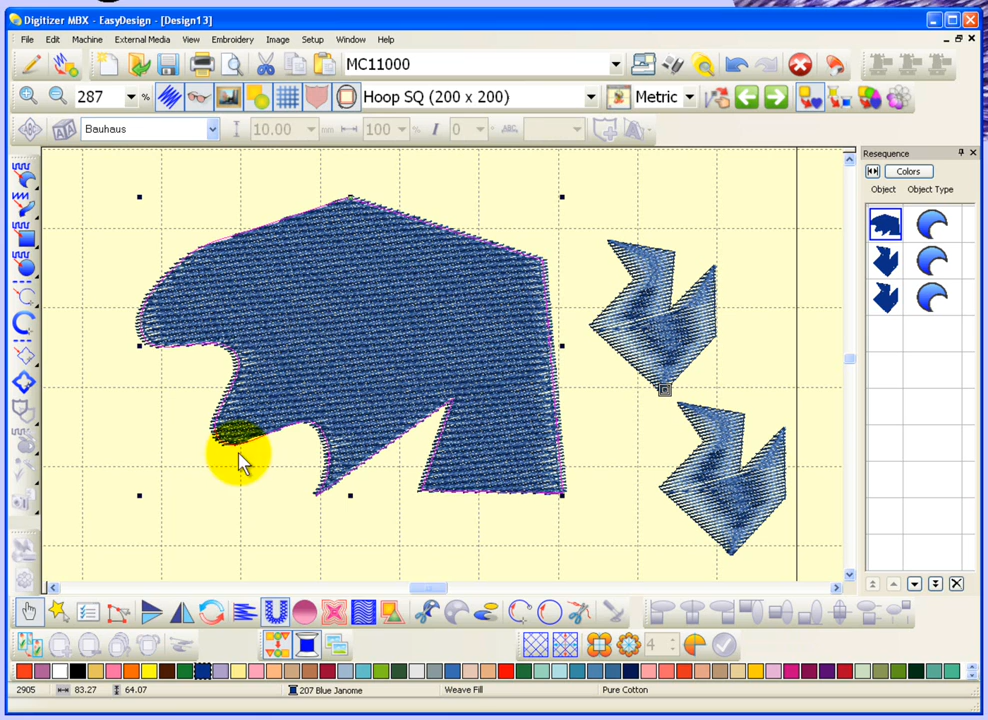 Digitizer MBX - EasyDesign - [Design13]
File Edit Machine External Media View Embroidery Image Setup Window Help
MC11000
287 % Hoop SQ (200 x 200) Metric
Bauhaus 10.00 mm 100 % I 0 ABC
Resequence
Colors
Object Object Type
4
2905 83.27 64.07 207 Blue Janome Weave Fill Pure Cotton